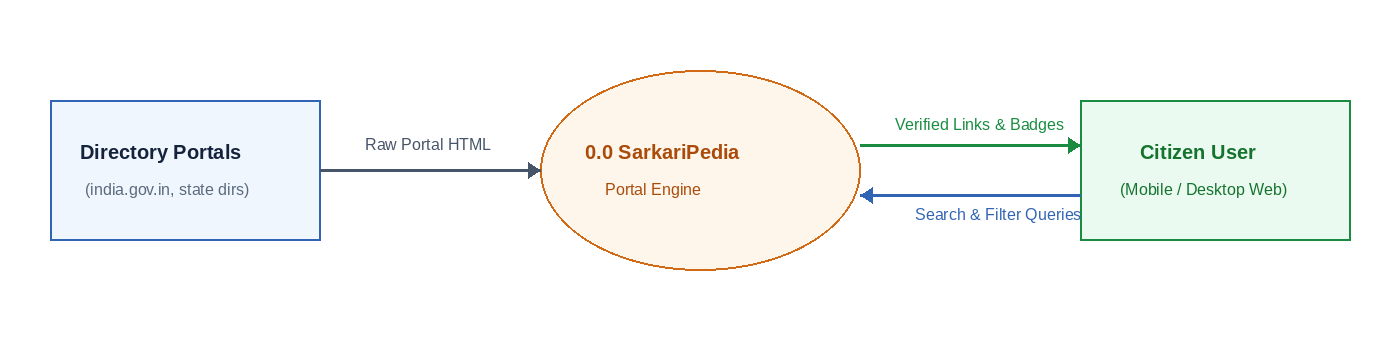 Directory Portals
(india.gov.in, state dirs)
Raw Portal HTML
0.0 SarkariPedia
Portal Engine
Verified Links & Badges
Search & Filter Queries
Citizen User
(Mobile / Desktop Web)